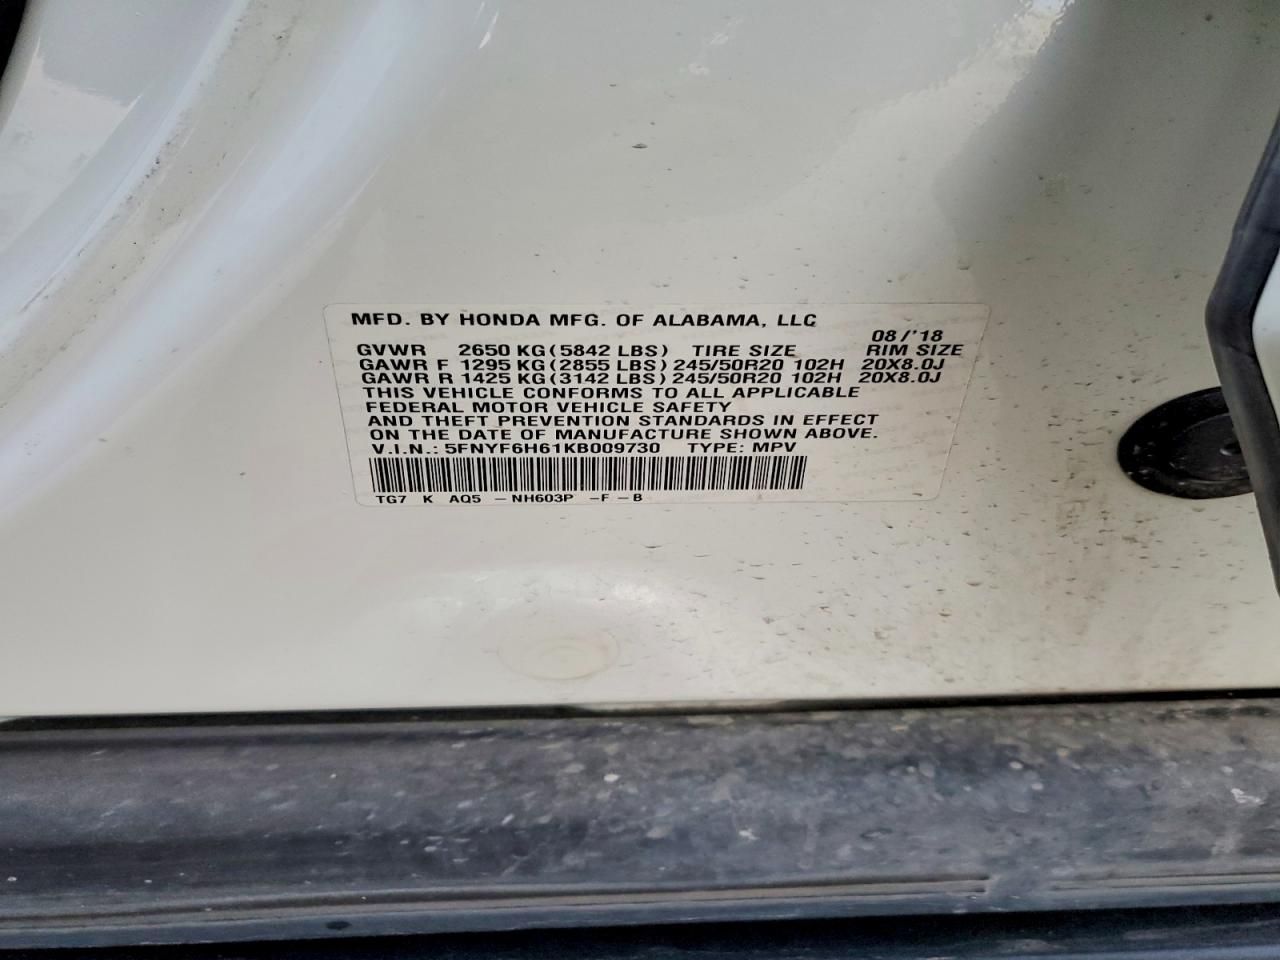 MFD. BY HONDA MFG. OF ALABAMA, LLC 08/'18
GVWR 2650 KG (5842 LBS) TIRE SIZE RIM SIZE
GAWR F 1295 KG (2855 LBS) 245/50R20 102H 20X8.0J
GAWR R 1425 KG (3142 LBS) 245/50R20 102H 20X8.0J
THIS VEHICLE CONFORMS TO ALL APPLICABLE
FEDERAL MOTOR VEHICLE SAFETY
AND THEFT PREVENTION STANDARDS IN EFFECT
ON THE DATE OF MANUFACTURE SHOWN ABOVE.
V.I.N.: 5FNYF6H61KB009730 TYPE: MPV
TG7 K AQ5 -NH603P -F-B